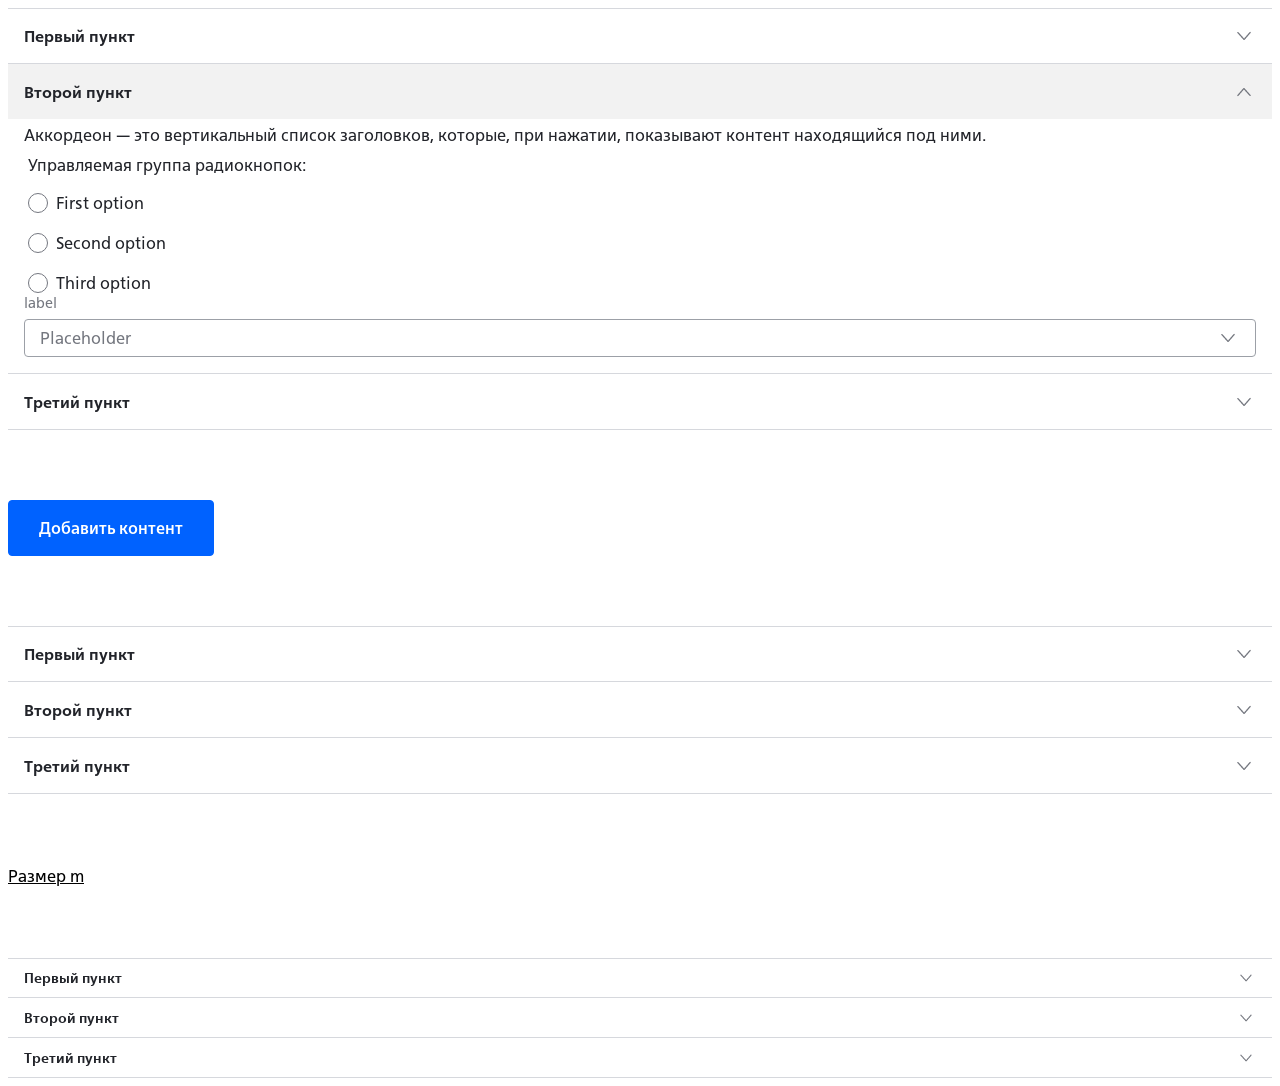 Первый пункт
Второй пункт
Аккордеон — это вертикальный список заголовков, которые, при нажатии, показывают контент находящийся под ними.
Управляемая группа радиокнопок:
First option
Second option
Third option
label
Placeholder
Третий пункт
Добавить контент
Первый пункт
Второй пункт
Третий пункт
Размер m
Первый пункт
Второй пункт
Третий пункт